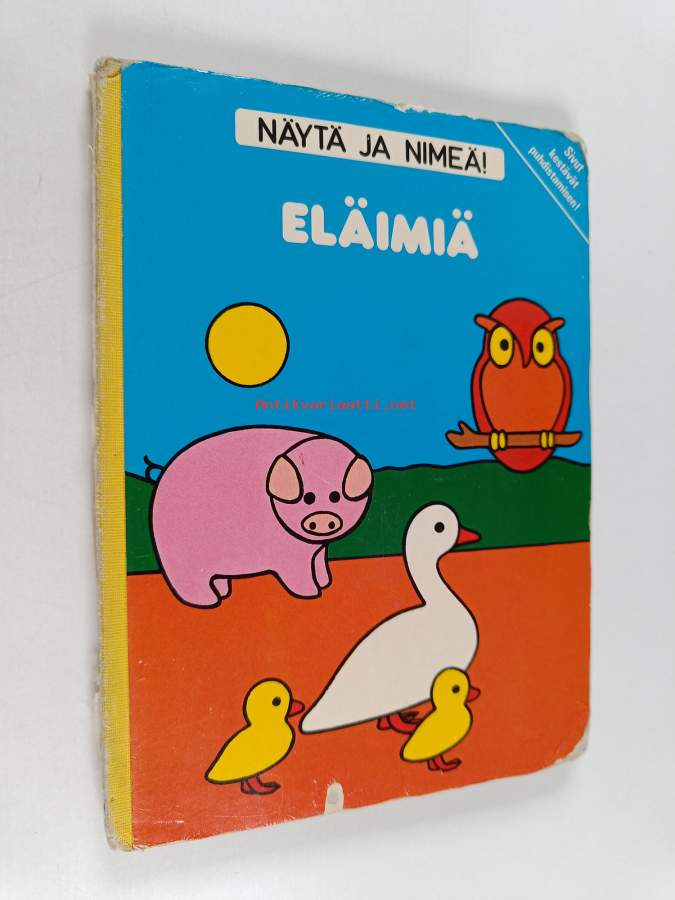 NÄYTÄ JA NIMEÄ!
Sivut
kestävät
puhdistamisen!
ELÄIMIÄ
Antikvariaatti.net